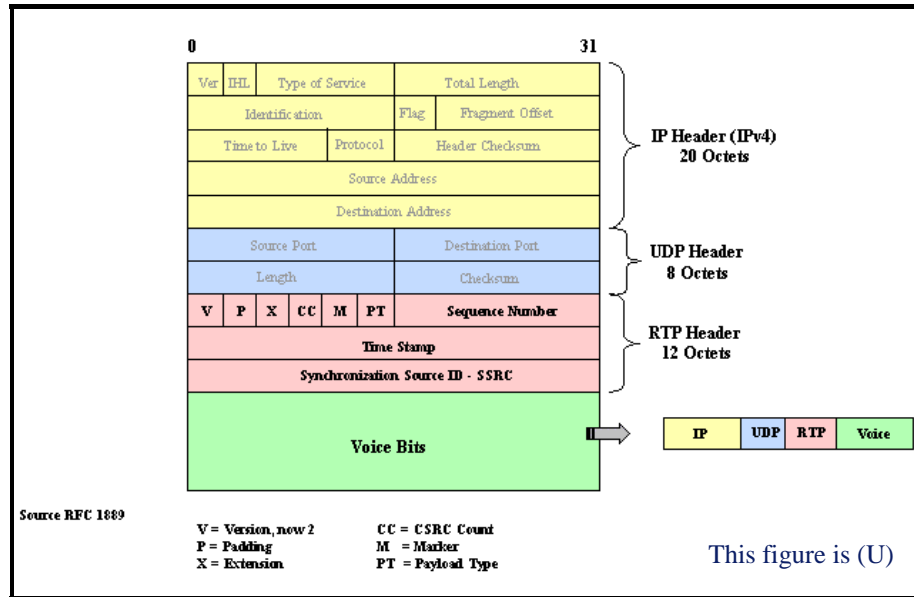 0 31
Ver IHL Type of Service Total Length
Identification Flag Fragment Offset
Time to Live Protocol Header Checksum
Source Address
Destination Address
IP Header (IPv4)
20 Octets
Source Port Destination Port
Length Checksum
UDP Header
8 Octets
V P X CC M PT Sequence Number
Time Stamp
Synchronization Source ID - SSRC
RTP Header
12 Octets
Voice Bits
IP UDP RTP Voice
Source RFC 1889
V = Version, now 2 CC = CSRC Count
P = Padding M = Marker
X = Extension PT = Payload Type
This figure is (U)